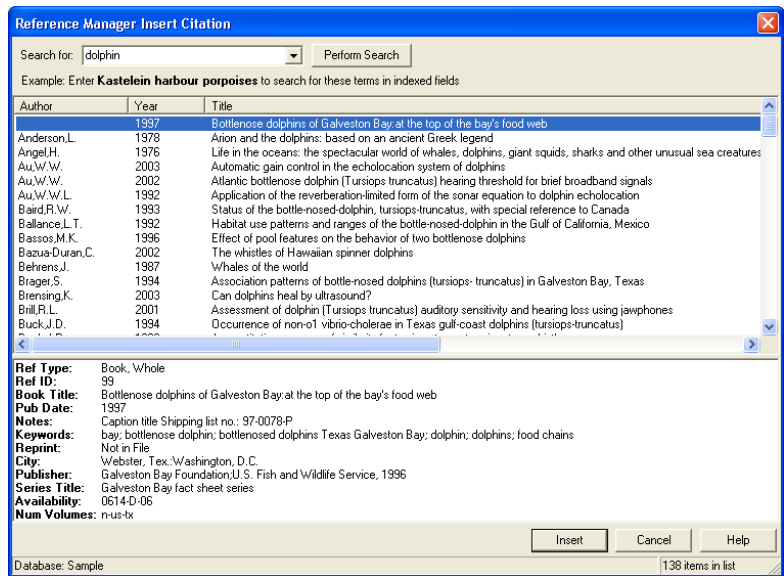 Reference Manager Insert Citation
Search for: dolphin Perform Search
Example: Enter Kastelein harbour porpoises to search for these terms in indexed fields
Author Year Title
1997 Bottlenose dolphins of Galveston Bay:at the top of the bay's food web
Anderson,L. 1978 Arion and the dolphins: based on an ancient Greek legend
Angel,H. 1976 Life in the oceans: the spectacular world of whales, dolphins, giant squids, sharks and other unusual sea creatures
Au,W.W. 2003 Automatic gain control in the echolocation system of dolphins
Au,W.W. 2002 Atlantic bottlenose dolphin (Tursiops truncatus) hearing threshold for brief broadband signals
Au,W.W.L. 1992 Application of the reverberation-limited form of the sonar equation to dolphin echolocation
Baird,R.W. 1993 Status of the bottle-nosed-dolphin, tursiops-truncatus, with special reference to Canada
Ballance,L.T. 1992 Habitat use patterns and ranges of the bottle-nosed-dolphin in the Gulf of California, Mexico
Bassos,M.K. 1996 Effect of pool features on the behavior of two bottlenose dolphins
Bazua-Duran,C. 2002 The whistles of Hawaiian spinner dolphins
Behrens,J. 1987 Whales of the world
Brager,S. 1994 Association patterns of bottle-nosed dolphins (tursiops- truncatus) in Galveston Bay, Texas
Brensing,K. 2003 Can dolphins heal by ultrasound?
Brill,R.L. 2001 Assessment of dolphin (Tursiops truncatus) auditory sensitivity and hearing loss using jawphones
Buck,J.D. 1994 Occurrence of non-o1 vibrio-cholerae in Texas gulf-coast dolphins (tursiops-truncatus)
Ref Type: Book, Whole
Ref ID: 99
Book Title: Bottlenose dolphins of Galveston Bay:at the top of the bay's food web
Pub Date: 1997
Notes: Caption title Shipping list no.: 97-0078-P
Keywords: bay; bottlenose dolphin; bottlenosed dolphins Texas Galveston Bay; dolphin; dolphins; food chains
Reprint: Not in File
City: Webster, Tex.:Washington, D.C.
Publisher: Galveston Bay Foundation;U.S. Fish and Wildlife Service, 1996
Series Title: Galveston Bay fact sheet series
Availability: 0614-D-06
Num Volumes: n-us-tx
Insert Cancel Help
Database: Sample 138 items in list